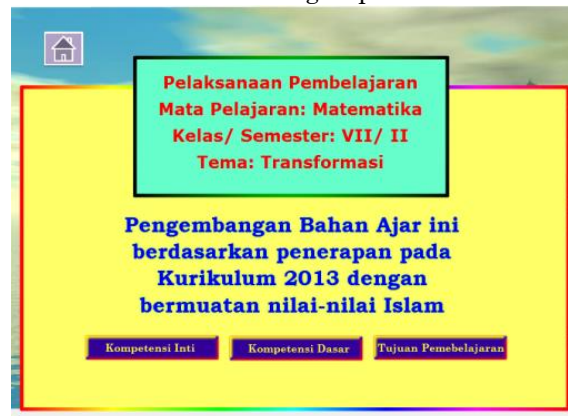 Pelaksanaan Pembelajaran
Mata Pelajaran: Matematika
Kelas/ Semester: VII/ II
Tema: Transformasi
Pengembangan Bahan Ajar ini
berdasarkan penerapan pada
Kurikulum 2013 dengan
bermuatan nilai-nilai Islam
Kompetensi Inti
Kompetensi Dasar
Tujuan Pemebelajaran